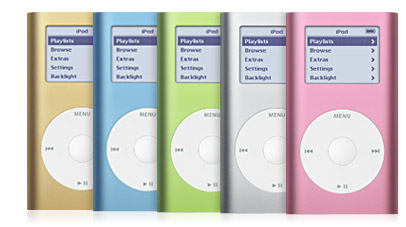 iPod
Playlists
Browse
Extras
Settings
Backlight
MENU
iPod
Playlists
Browse
Extras
Settings
Backlight
MENU
iPod
Playlists
Browse
Extras
Settings
Backlight
MENU
iPod
Playlists
Browse
Extras
Settings
Backlight
MENU
iPod
Playlists
Browse
Extras
Settings
Backlight
MENU